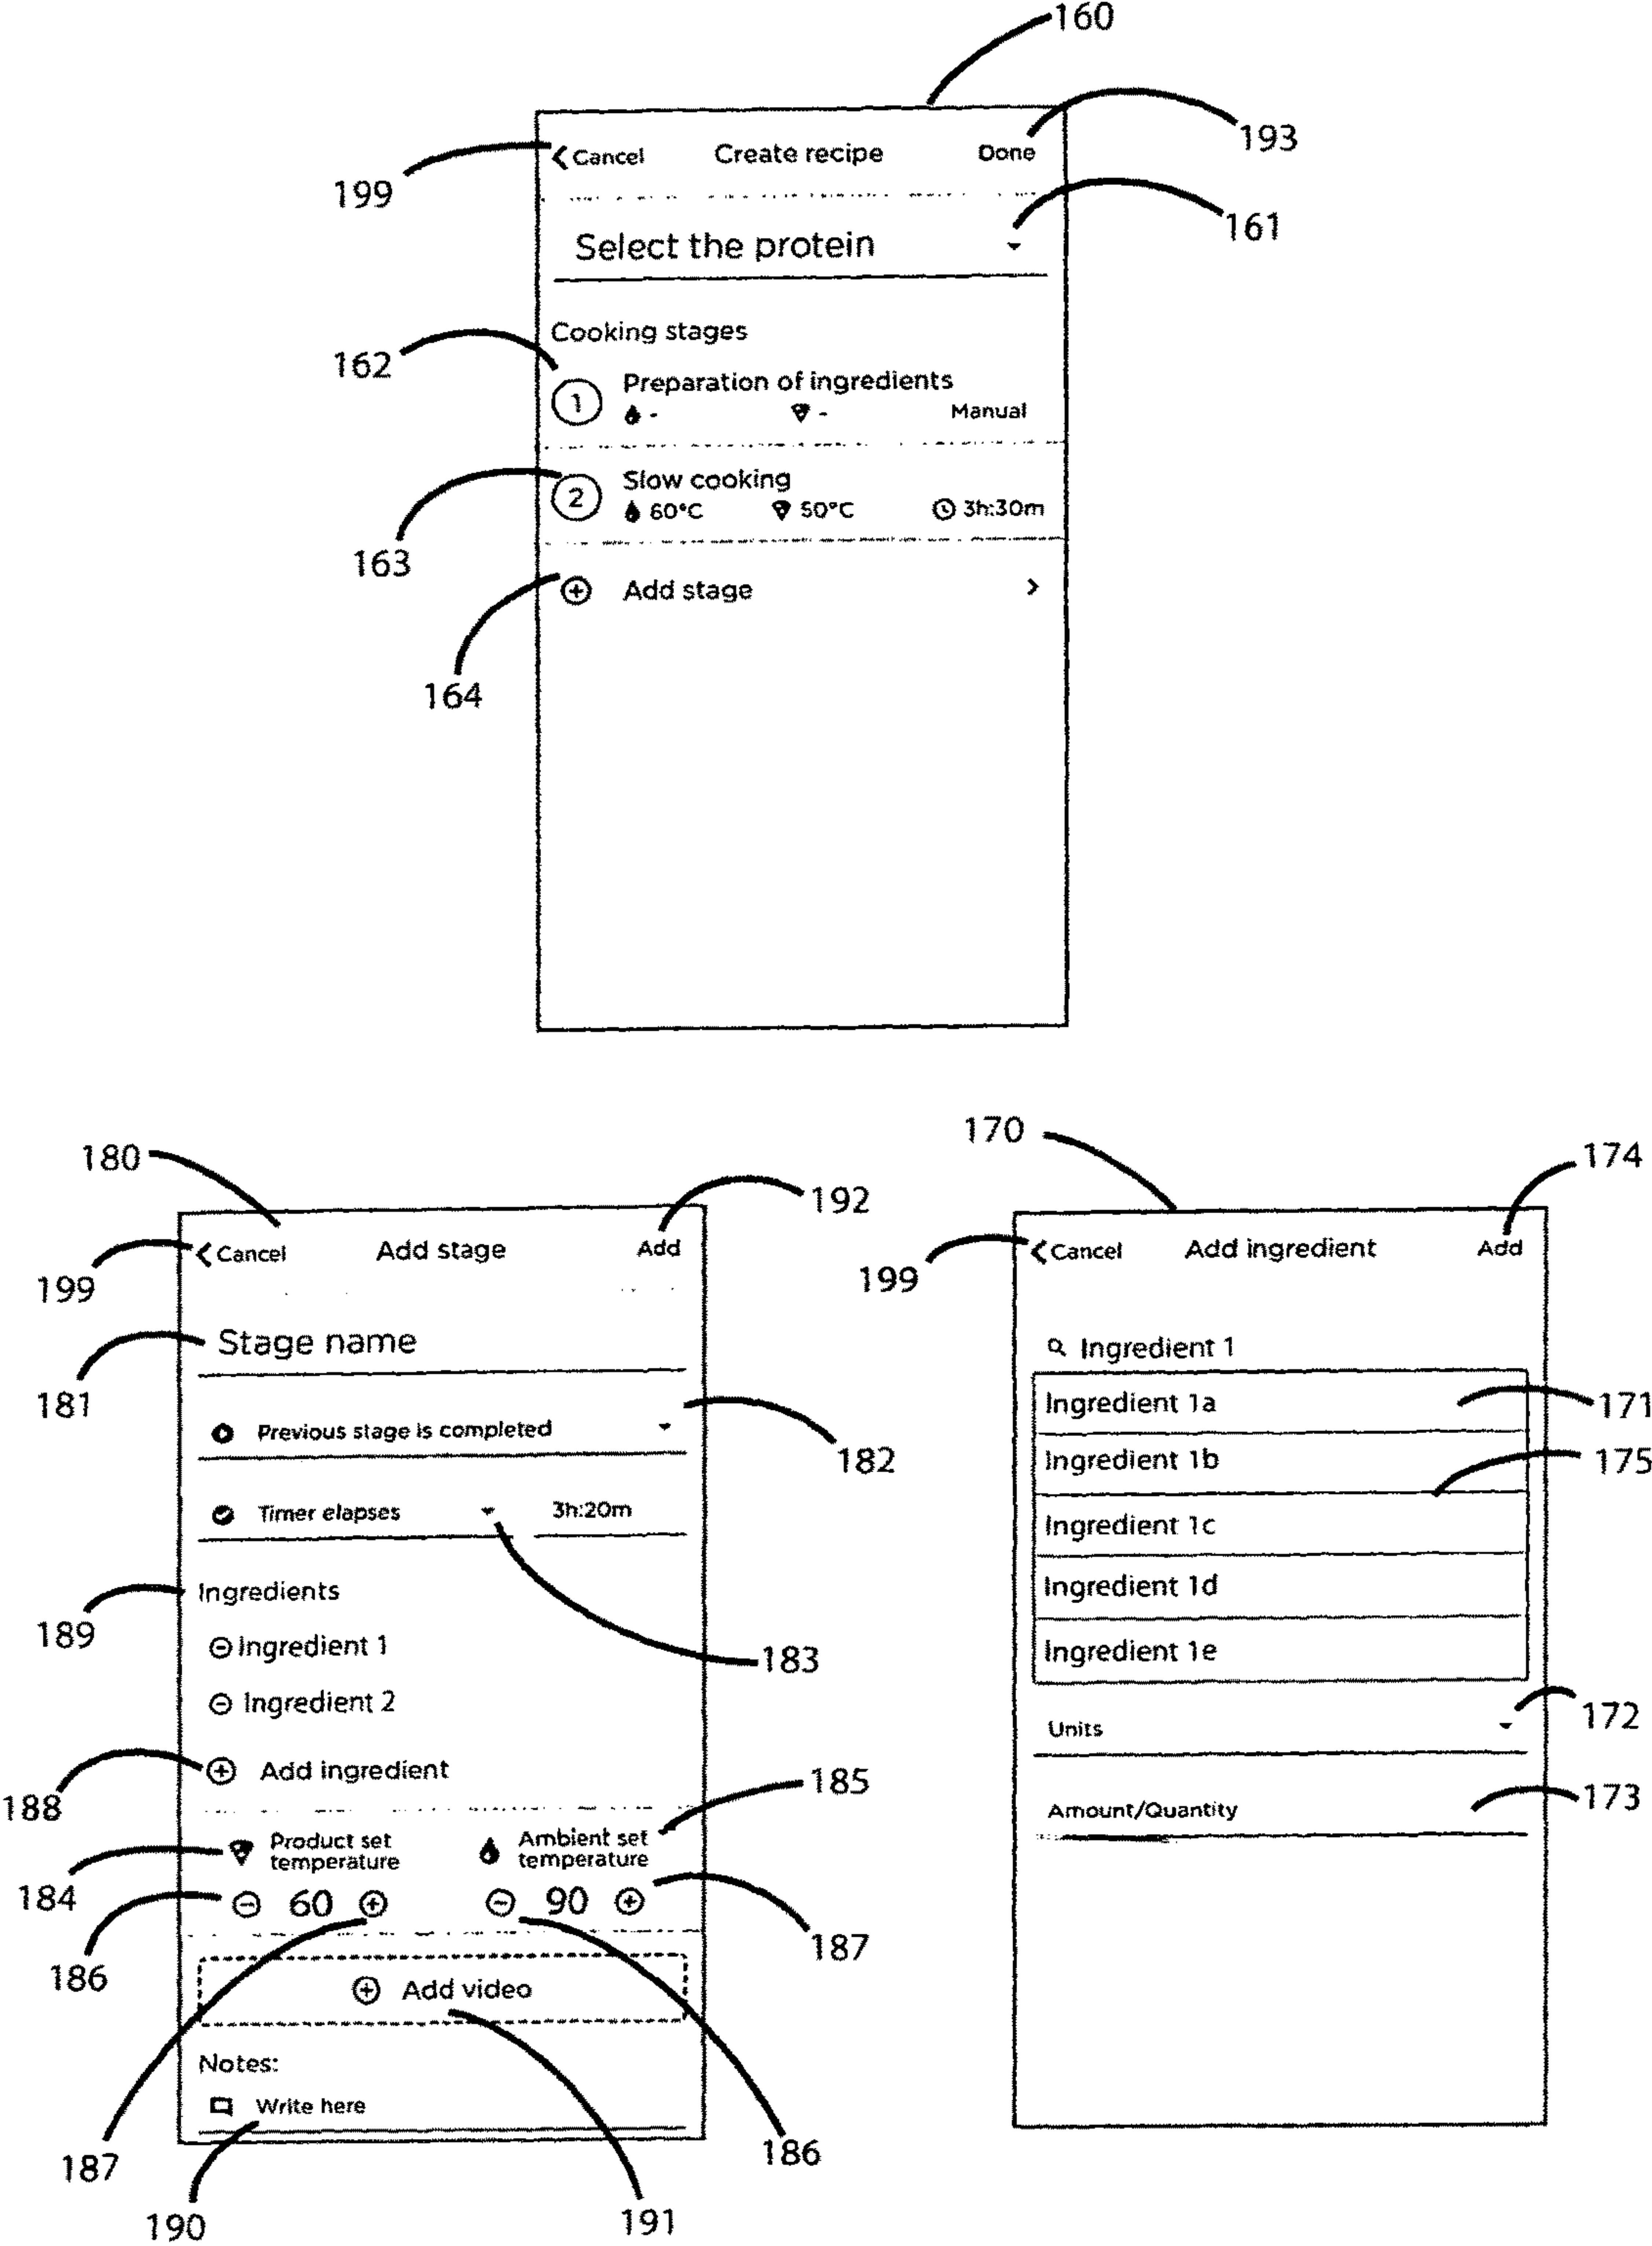 160
193
Cancel Create recipe Done
199
161
Select the protein
Cooking stages
162
1 Preparation of ingredients
- - Manual
2 Slow cooking
60°C 50°C 3h:30m
163
Add stage
164
180
192
Cancel Add stage Add
199
Stage name
181
Previous stage is completed
182
Timer elapses 3h:20m
Ingredients
189
Ingredient 1
183
Ingredient 2
Add ingredient
188
185
Product set temperature
Ambient set temperature
184
60 90
186
187
Add video
Notes:
Write here
187
186
190
191
170
174
Cancel Add ingredient Add
199
Ingredient 1
Ingredient 1a
171
Ingredient 1b
175
Ingredient 1c
Ingredient 1d
Ingredient 1e
172
Units
173
Amount/Quantity